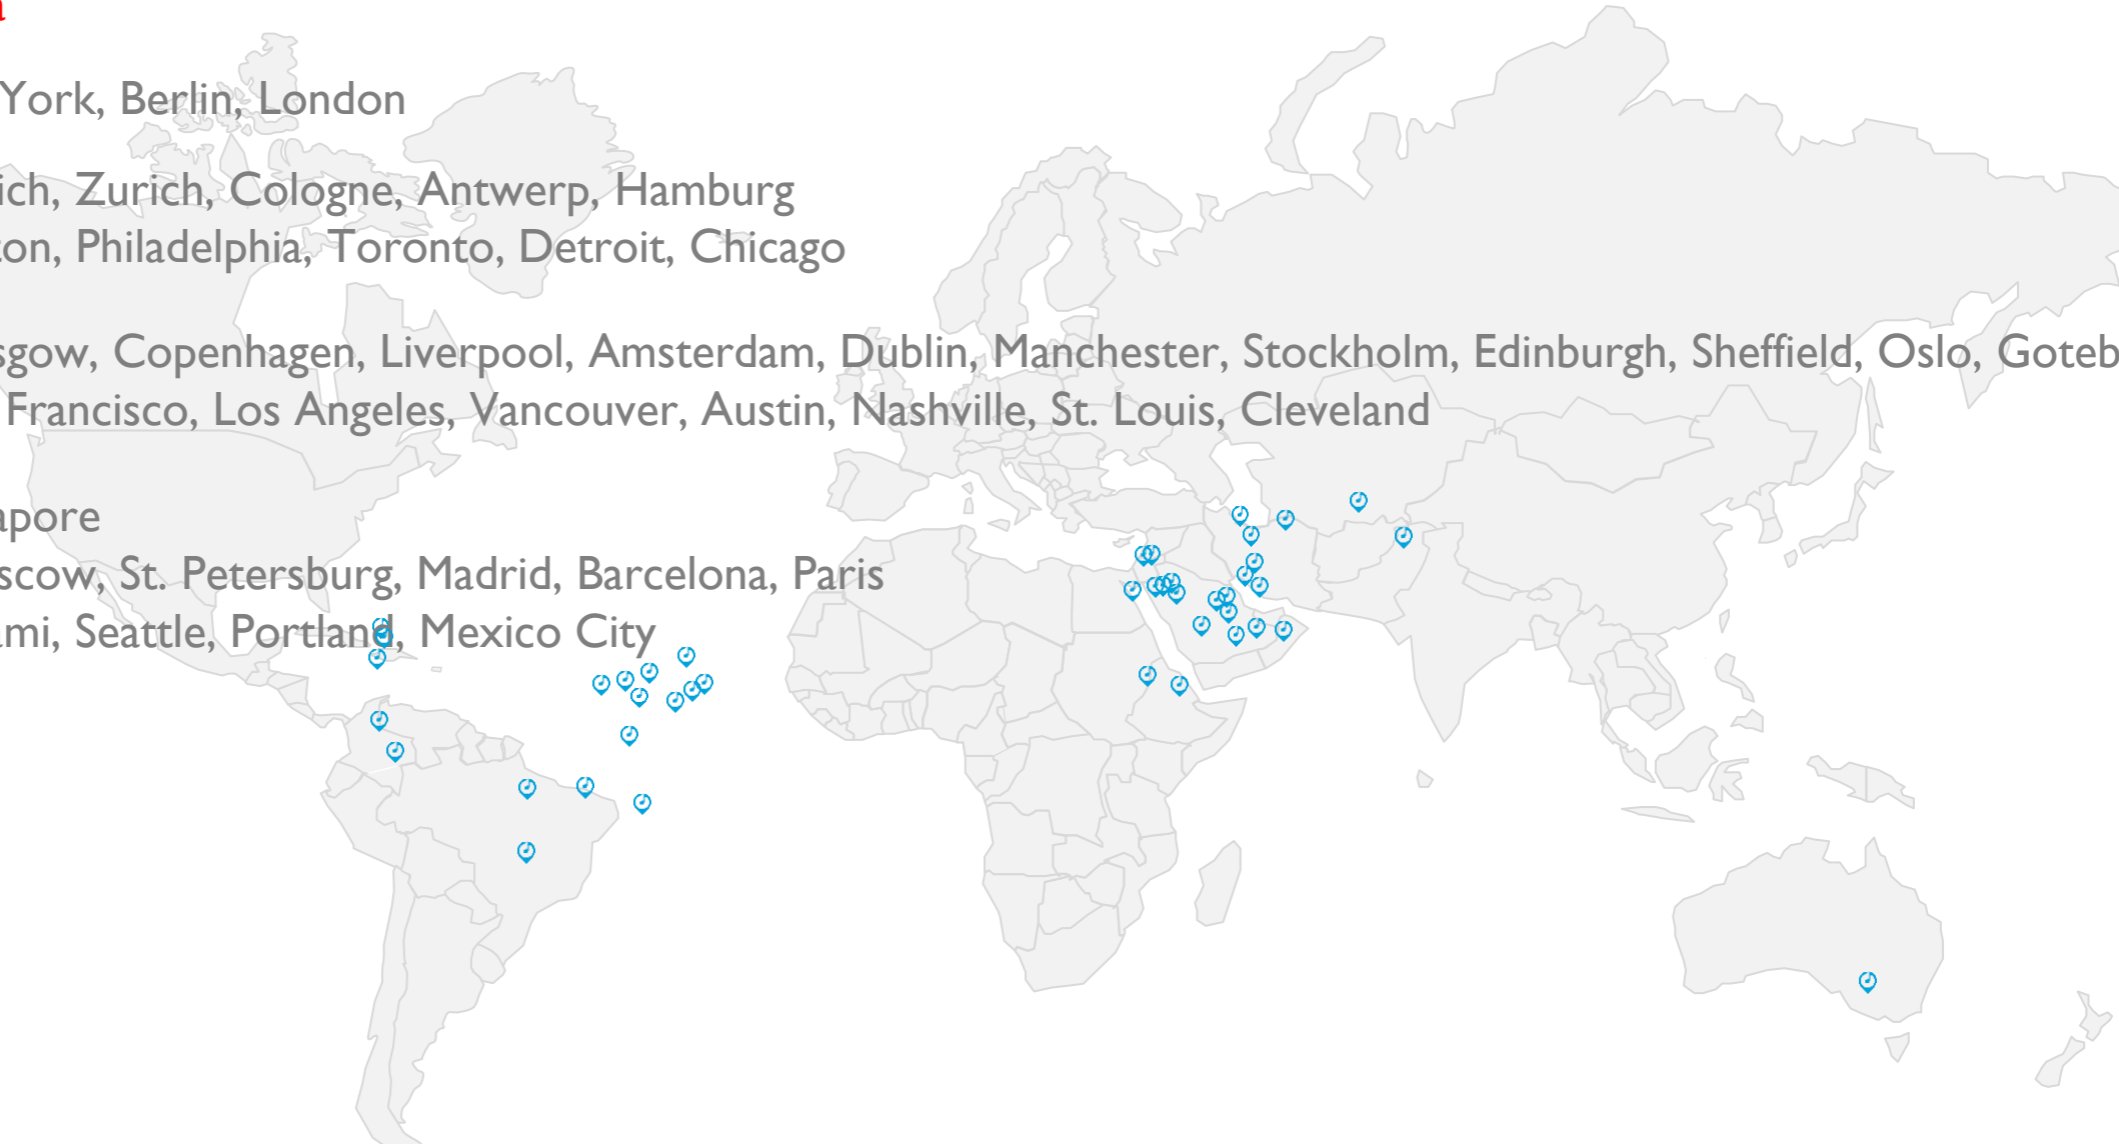 a
York, Berlin, London
ich, Zurich, Cologne, Antwerp, Hamburg
ton, Philadelphia, Toronto, Detroit, Chicago
sgow, Copenhagen, Liverpool, Amsterdam, Dublin, Manchester, Stockholm, Edinburgh, Sheffield, Oslo, Goteb
Francisco, Los Angeles, Vancouver, Austin, Nashville, St. Louis, Cleveland
apore
scow, St. Petersburg, Madrid, Barcelona, Paris
mi, Seattle, Portland, Mexico City